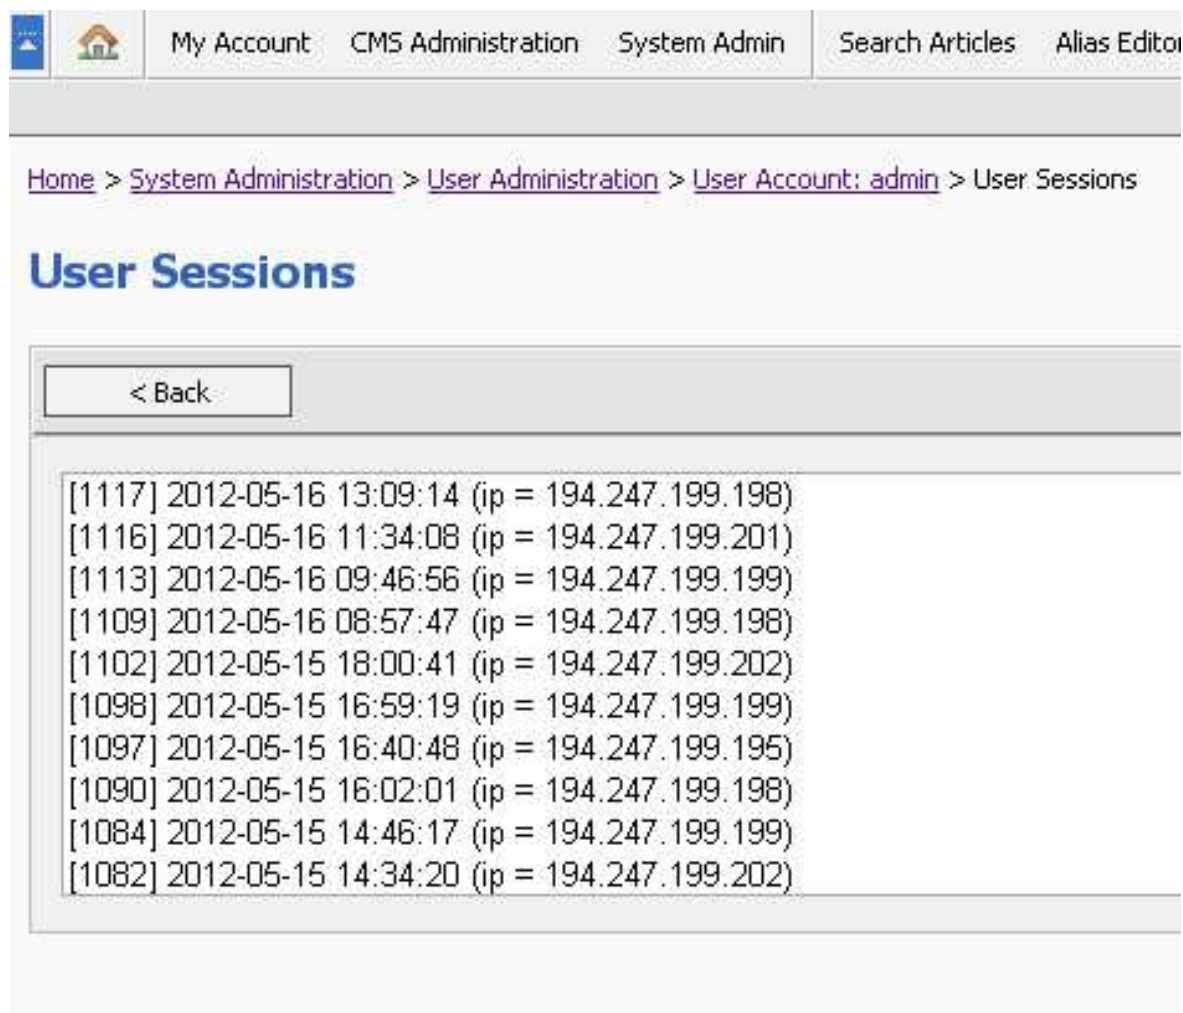 My Account CMS Administration System Admin Search Articles Alias Editor
Home > System Administration > User Administration > User Account: admin > User Sessions
User Sessions
< Back
[1117] 2012-05-16 13:09:14 (ip = 194.247.199.198)
[1116] 2012-05-16 11:34:08 (ip = 194.247.199.201)
[1113] 2012-05-16 09:46:56 (ip = 194.247.199.199)
[1109] 2012-05-16 08:57:47 (ip = 194.247.199.198)
[1102] 2012-05-15 18:00:41 (ip = 194.247.199.202)
[1098] 2012-05-15 16:59:19 (ip = 194.247.199.199)
[1097] 2012-05-15 16:40:48 (ip = 194.247.199.195)
[1090] 2012-05-15 16:02:01 (ip = 194.247.199.198)
[1084] 2012-05-15 14:46:17 (ip = 194.247.199.199)
[1082] 2012-05-15 14:34:20 (ip = 194.247.199.202)